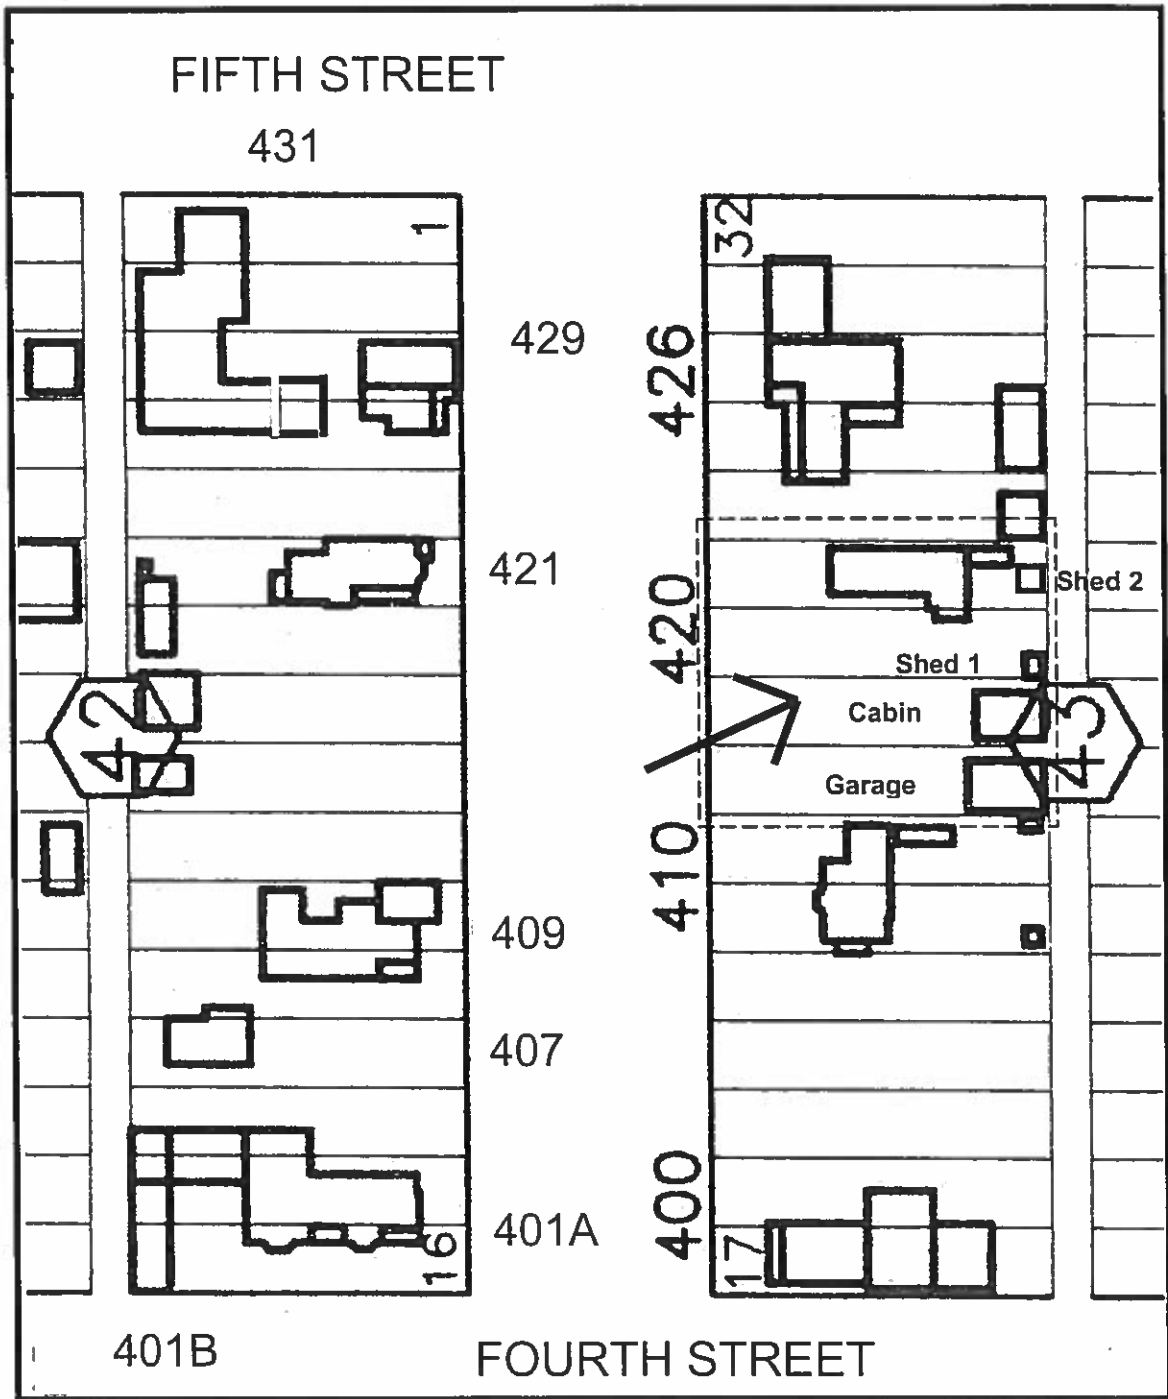 FIFTH STREET
431
1
32
429
426
421
420
Shed 2
Shed 1
42
Cabin
43
Garage
410
409
407
400
401A
16
17
401B
FOURTH STREET